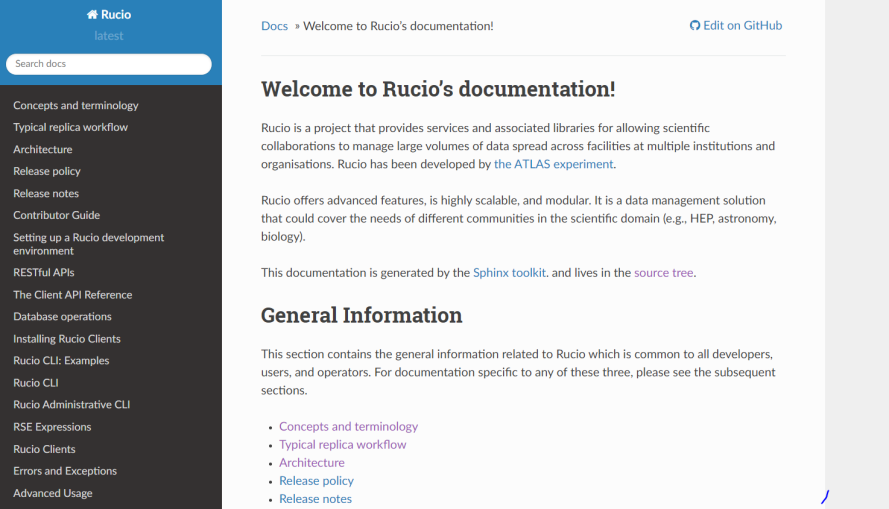 Rucio
latest
Search docs
Concepts and terminology
Typical replica workflow
Architecture
Release policy
Release notes
Contributor Guide
Setting up a Rucio development
environment
RESTful APIs
The Client API Reference
Database operations
Installing Rucio Clients
Rucio CLI: Examples
Rucio CLI
Rucio Administrative CLI
RSE Expressions
Rucio Clients
Errors and Exceptions
Advanced Usage
Docs » Welcome to Rucio's documentation!
Edit on GitHub
Welcome to Rucio's documentation!
Rucio is a project that provides services and associated libraries for allowing scientific
collaborations to manage large volumes of data spread across facilities at multiple institutions and
organisations. Rucio has been developed by the ATLAS experiment.
Rucio offers advanced features, is highly scalable, and modular. It is a data management solution
that could cover the needs of different communities in the scientific domain (e.g., HEP, astronomy,
biology).
This documentation is generated by the Sphinx toolkit. and lives in the source tree.
General Information
This section contains the general information related to Rucio which is common to all developers,
users, and operators. For documentation specific to any of these three, please see the subsequent
sections.
• Concepts and terminology
• Typical replica workflow
• Architecture
• Release policy
• Release notes